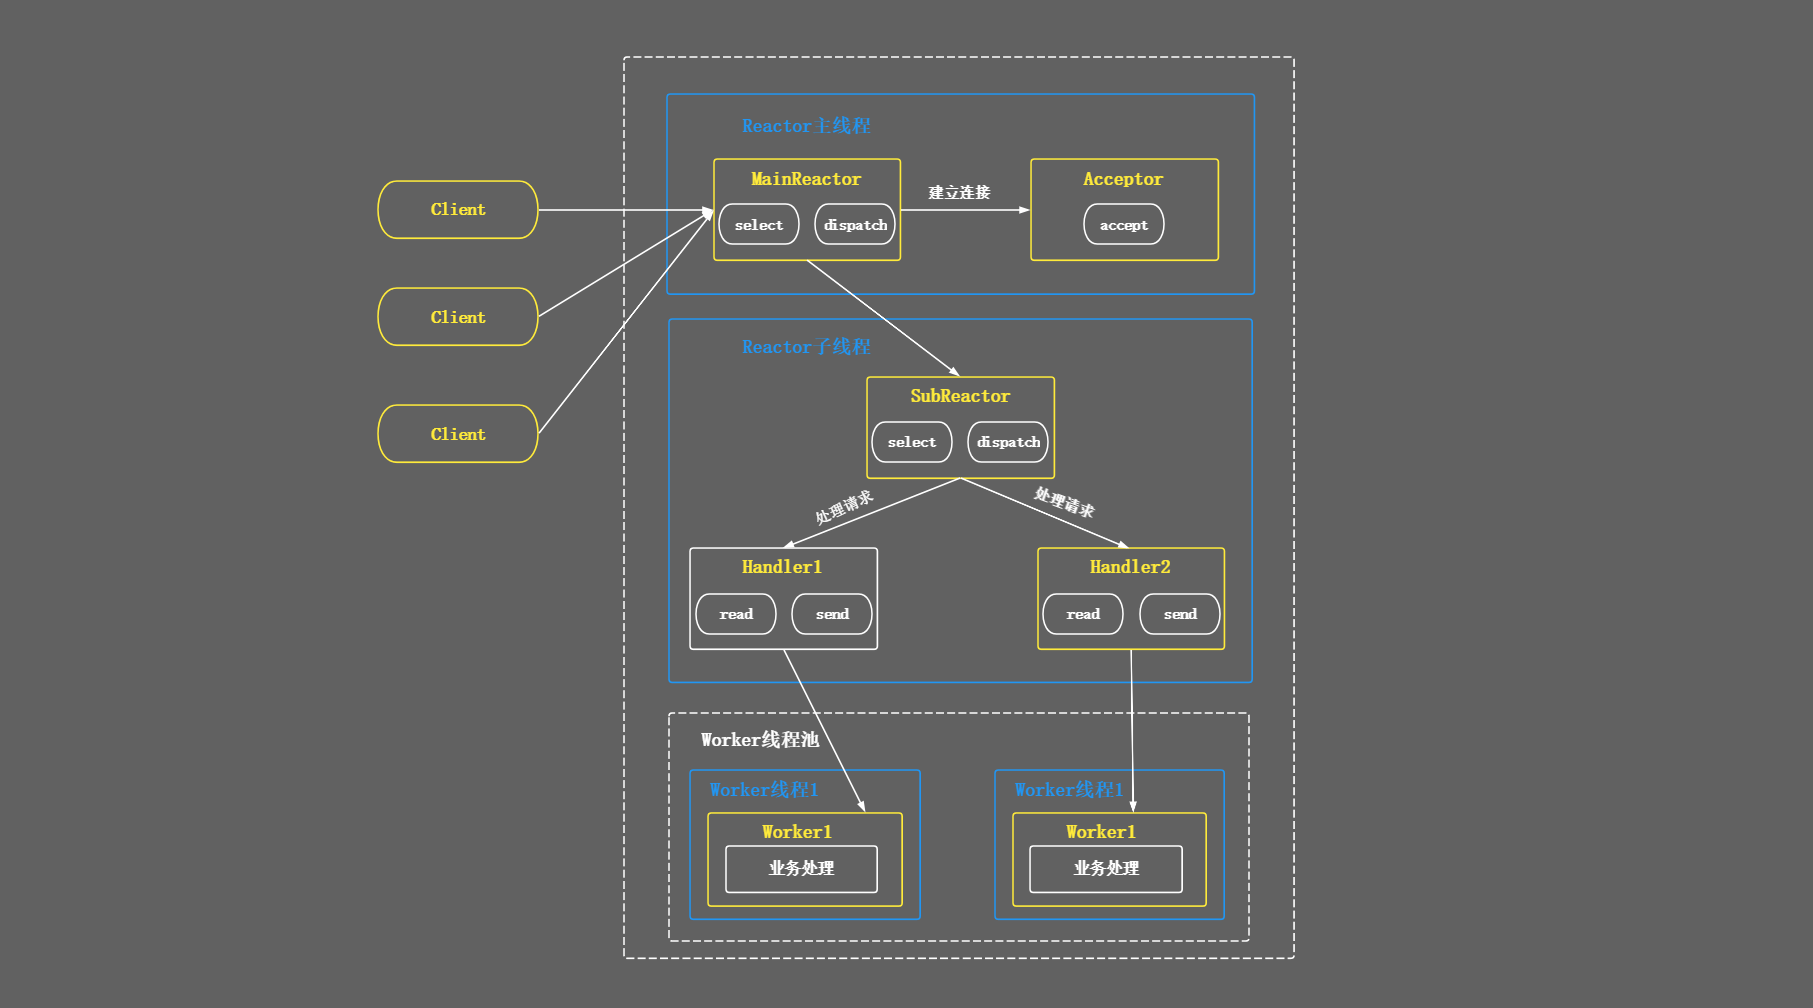 Client
Client
Client
Reactor主线程
MainReactor
select
dispatch
建立连接
Acceptor
accept
Reactor子线程
SubReactor
select
dispatch
处理请求
处理请求
Handler1
read
send
Handler2
read
send
Worker线程池
Worker线程1
Worker1
业务处理
Worker线程1
Worker1
业务处理